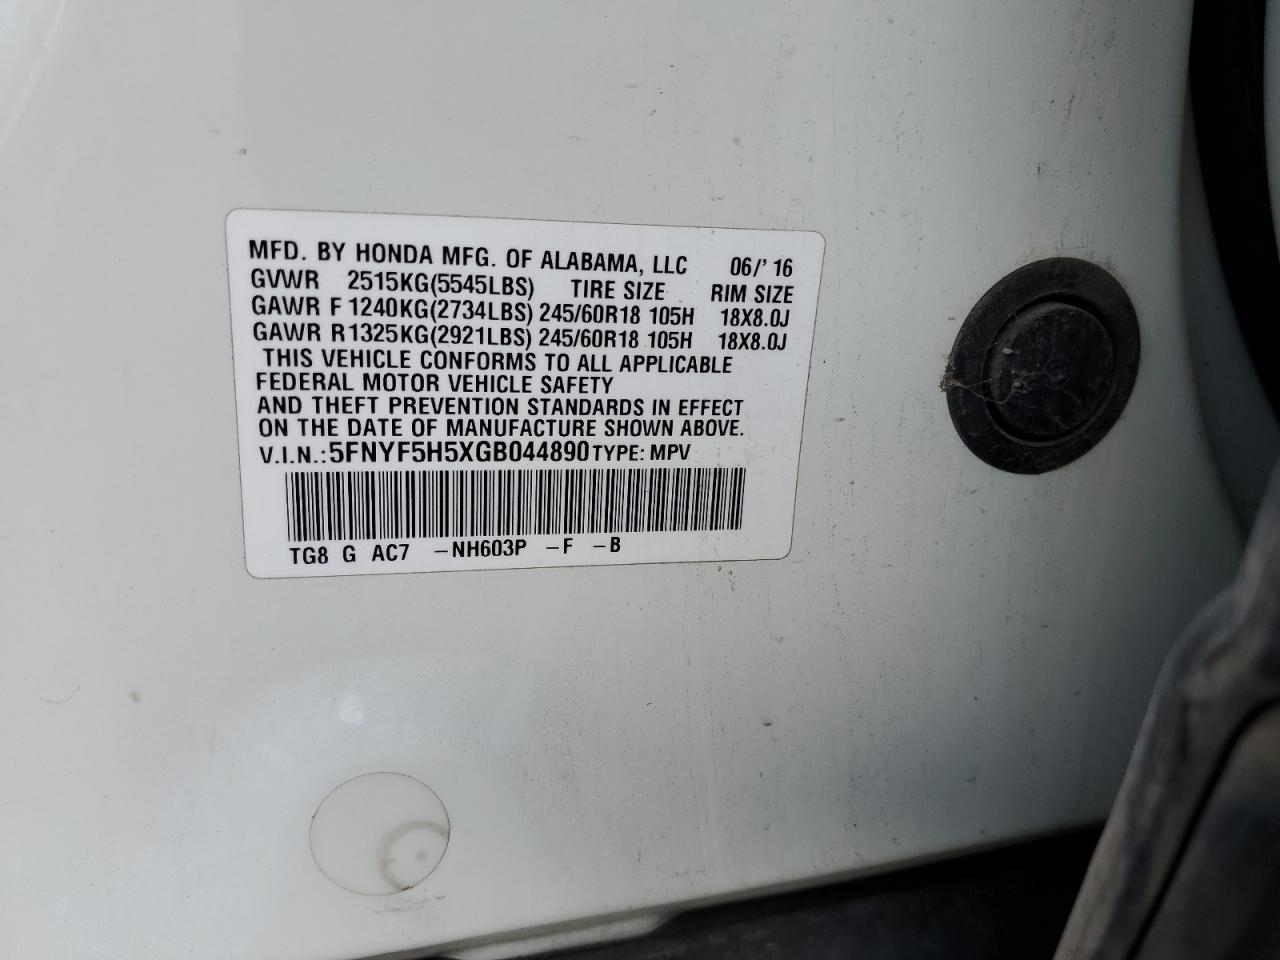 MFD. BY HONDA MFG. OF ALABAMA, LLC 06/'16
GVWR 2515KG(5545LBS) TIRE SIZE RIM SIZE
GAWR F 1240KG(2734LBS) 245/60R18 105H 18X8.0J
GAWR R1325KG(2921LBS) 245/60R18 105H 18X8.0J
THIS VEHICLE CONFORMS TO ALL APPLICABLE
FEDERAL MOTOR VEHICLE SAFETY
AND THEFT PREVENTION STANDARDS IN EFFECT
ON THE DATE OF MANUFACTURE SHOWN ABOVE.
V.I.N.:5FNYF5H5XGB044890 TYPE: MPV
TG8 G AC7 -NH603P -F -B